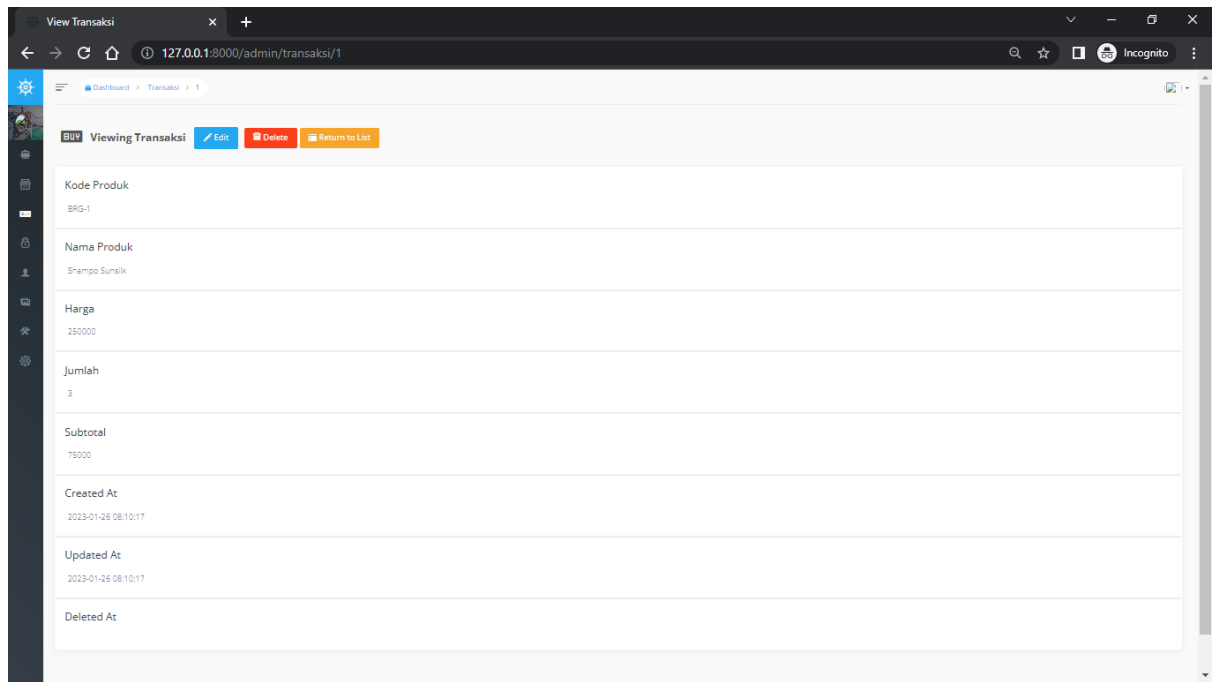 View Transaksi
127.0.0.1:8000/admin/transaksi/1
Incognito
Dashboard > Transaksi > 1
BUY Viewing Transaksi Edit Delete Return to List
Kode Produk
BRG-1
Nama Produk
Shampo Sunsilk
Harga
250000
Jumlah
3
Subtotal
75000
Created At
2023-01-26 08:10:17
Updated At
2023-01-26 08:10:17
Deleted At